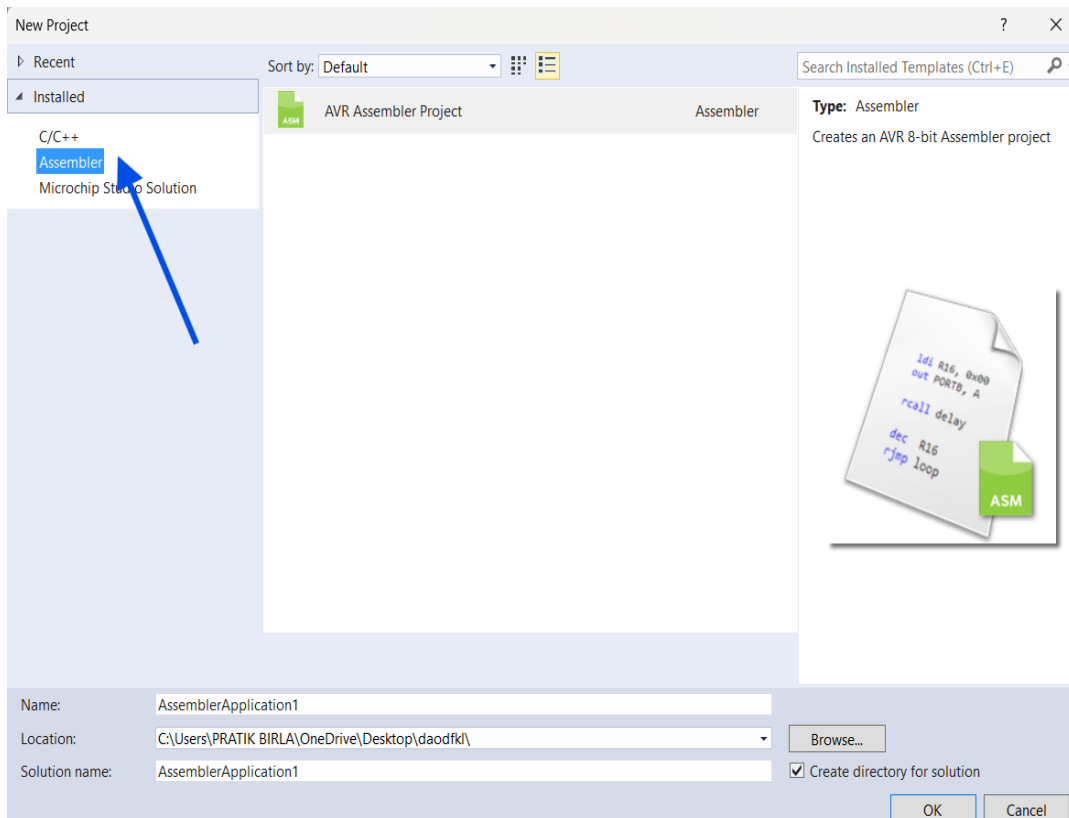 New Project ? ×
Recent
Installed
C/C++
Assembler
Microchip Studio Solution
Sort by: Default
AVR Assembler Project Assembler
ASM
Search Installed Templates (Ctrl+E)
Type: Assembler
Creates an AVR 8-bit Assembler project
ldi R16, 0x00
out PORTB, A
rcall delay
dec R16
rjmp loop
ASM
Name: AssemblerApplication1
Location: C:\Users\PRATIK BIRLA\OneDrive\Desktop\daodfkl\ Browse...
Solution name: AssemblerApplication1 Create directory for solution
OK Cancel